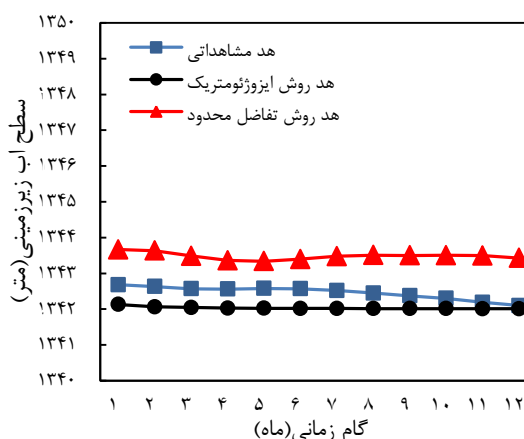 ۱۳۵۰
۱۳۴۹
۱۳۴۸
۱۳۴۷
۱۳۴۶
۱۳۴۵
۱۳۴۴
۱۳۴۳
۱۳۴۲
۱۳۴۱
۱۳۴۰
سطح اب زیرزمینی(متر)
هد مشاهداتی
هد روش ایزوژئومتریک
هد روش تفاضل محدود
۱ ۲ ۳ ۴ ۵ ۶ ۷ ۸ ۹ ۱۰ ۱۱ ۱۲
گام زمانی(ماه)